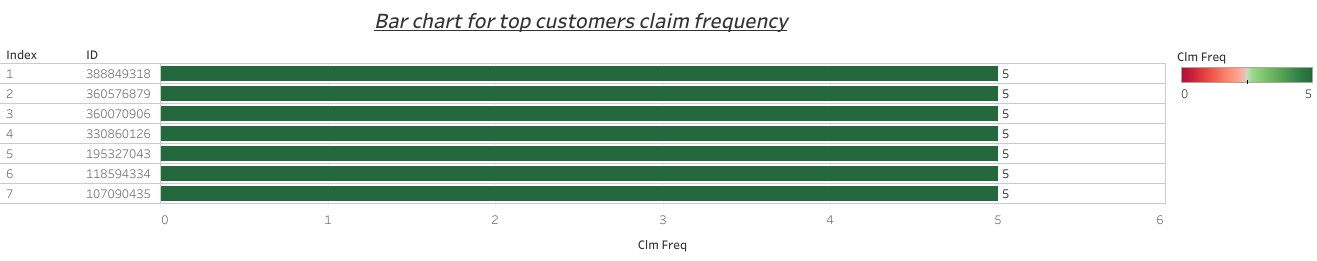 Bar chart for top customers claim frequency
Index ID
1 388849318 5
2 360576879 5
3 360070906 5
4 330860126 5
5 195327043 5
6 118594334 5
7 107090435 5
0 1 2 3 4 5 6
Clm Freq
Clm Freq
0 5